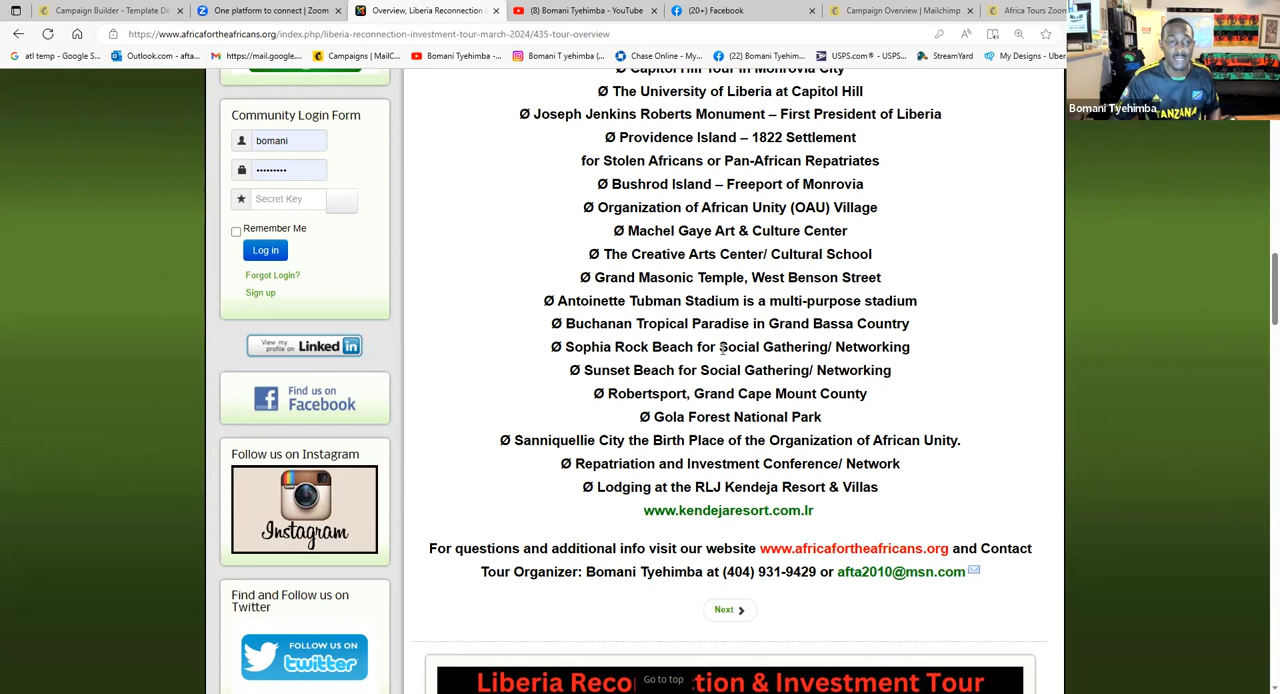 Campaign Builder - Template De
One platform to connect | Zoom
Overview, Liberia Reconnection
(8) Bomani Tyehimba - YouTube
(20+) Facebook
Campaign Overview | Mailchimp
Africa Tours Zoom
https://www.africafortheafricans.org/index.php/liberia-reconnection-investment-tour-march-2024/435-tour-overview
atl temp - Google S...
Outlook.com - afta...
https://mail.google....
Campaigns | MailC...
Bomani Tyehimba -...
Bomani T yehimba (...
Chase Online - My...
(22) Bomani Tyehim...
USPS.com® - USPS...
StreamYard
My Designs - Uber
Bomani Tyehimba
TANZANA
Community Login Form
bomani
•••••••••
Secret Key
Remember Me
Log in
Forgot Login?
Sign up
View my
profile on
Linked in
Find us on
Facebook
Follow us on Instagram
Instagram
Find and Follow us on
Twitter
FOLLOW US ON
twitter
Ø Capitol Hill Tour in Monrovia City
Ø The University of Liberia at Capitol Hill
Ø Joseph Jenkins Roberts Monument – First President of Liberia
Ø Providence Island – 1822 Settlement
for Stolen Africans or Pan-African Repatriates
Ø Bushrod Island – Freeport of Monrovia
Ø Organization of African Unity (OAU) Village
Ø Machel Gaye Art & Culture Center
Ø The Creative Arts Center/ Cultural School
Ø Grand Masonic Temple, West Benson Street
Ø Antoinette Tubman Stadium is a multi-purpose stadium
Ø Buchanan Tropical Paradise in Grand Bassa Country
Ø Sophia Rock Beach for Social Gathering/ Networking
Ø Sunset Beach for Social Gathering/ Networking
Ø Robertsport, Grand Cape Mount County
Ø Gola Forest National Park
Ø Sanniquellie City the Birth Place of the Organization of African Unity.
Ø Repatriation and Investment Conference/ Network
Ø Lodging at the RLJ Kendeja Resort & Villas
www.kendejaresort.com.lr
For questions and additional info visit our website www.africafortheafricans.org and Contact
Tour Organizer: Bomani Tyehimba at (404) 931-9429 or afta2010@msn.com
Next
Liberia Reco tion & Investment Tour
Go to top